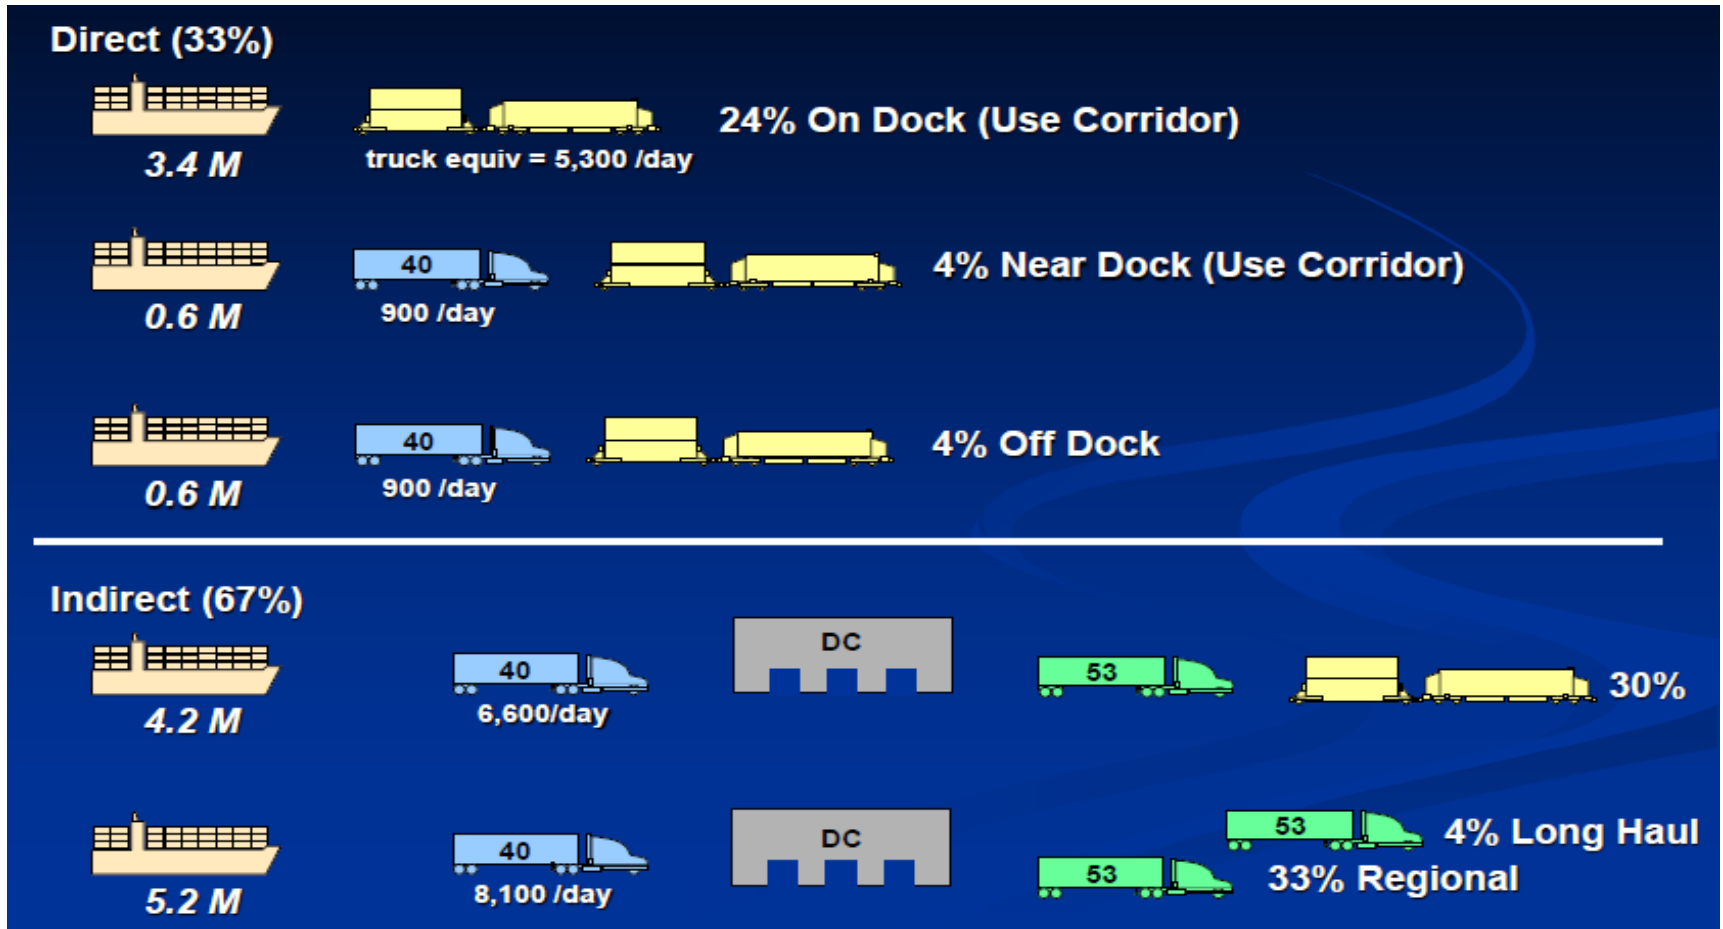 Direct (33%)
24% On Dock (Use Corridor)
3.4 M
truck equiv = 5,300 /day
40
4% Near Dock (Use Corridor)
0.6 M
900 /day
40
4% Off Dock
0.6 M
900 /day
Indirect (67%)
40
DC
53
30%
4.2 M
6,600/day
40
DC
53
4% Long Haul
53
33% Regional
5.2 M
8,100 /day